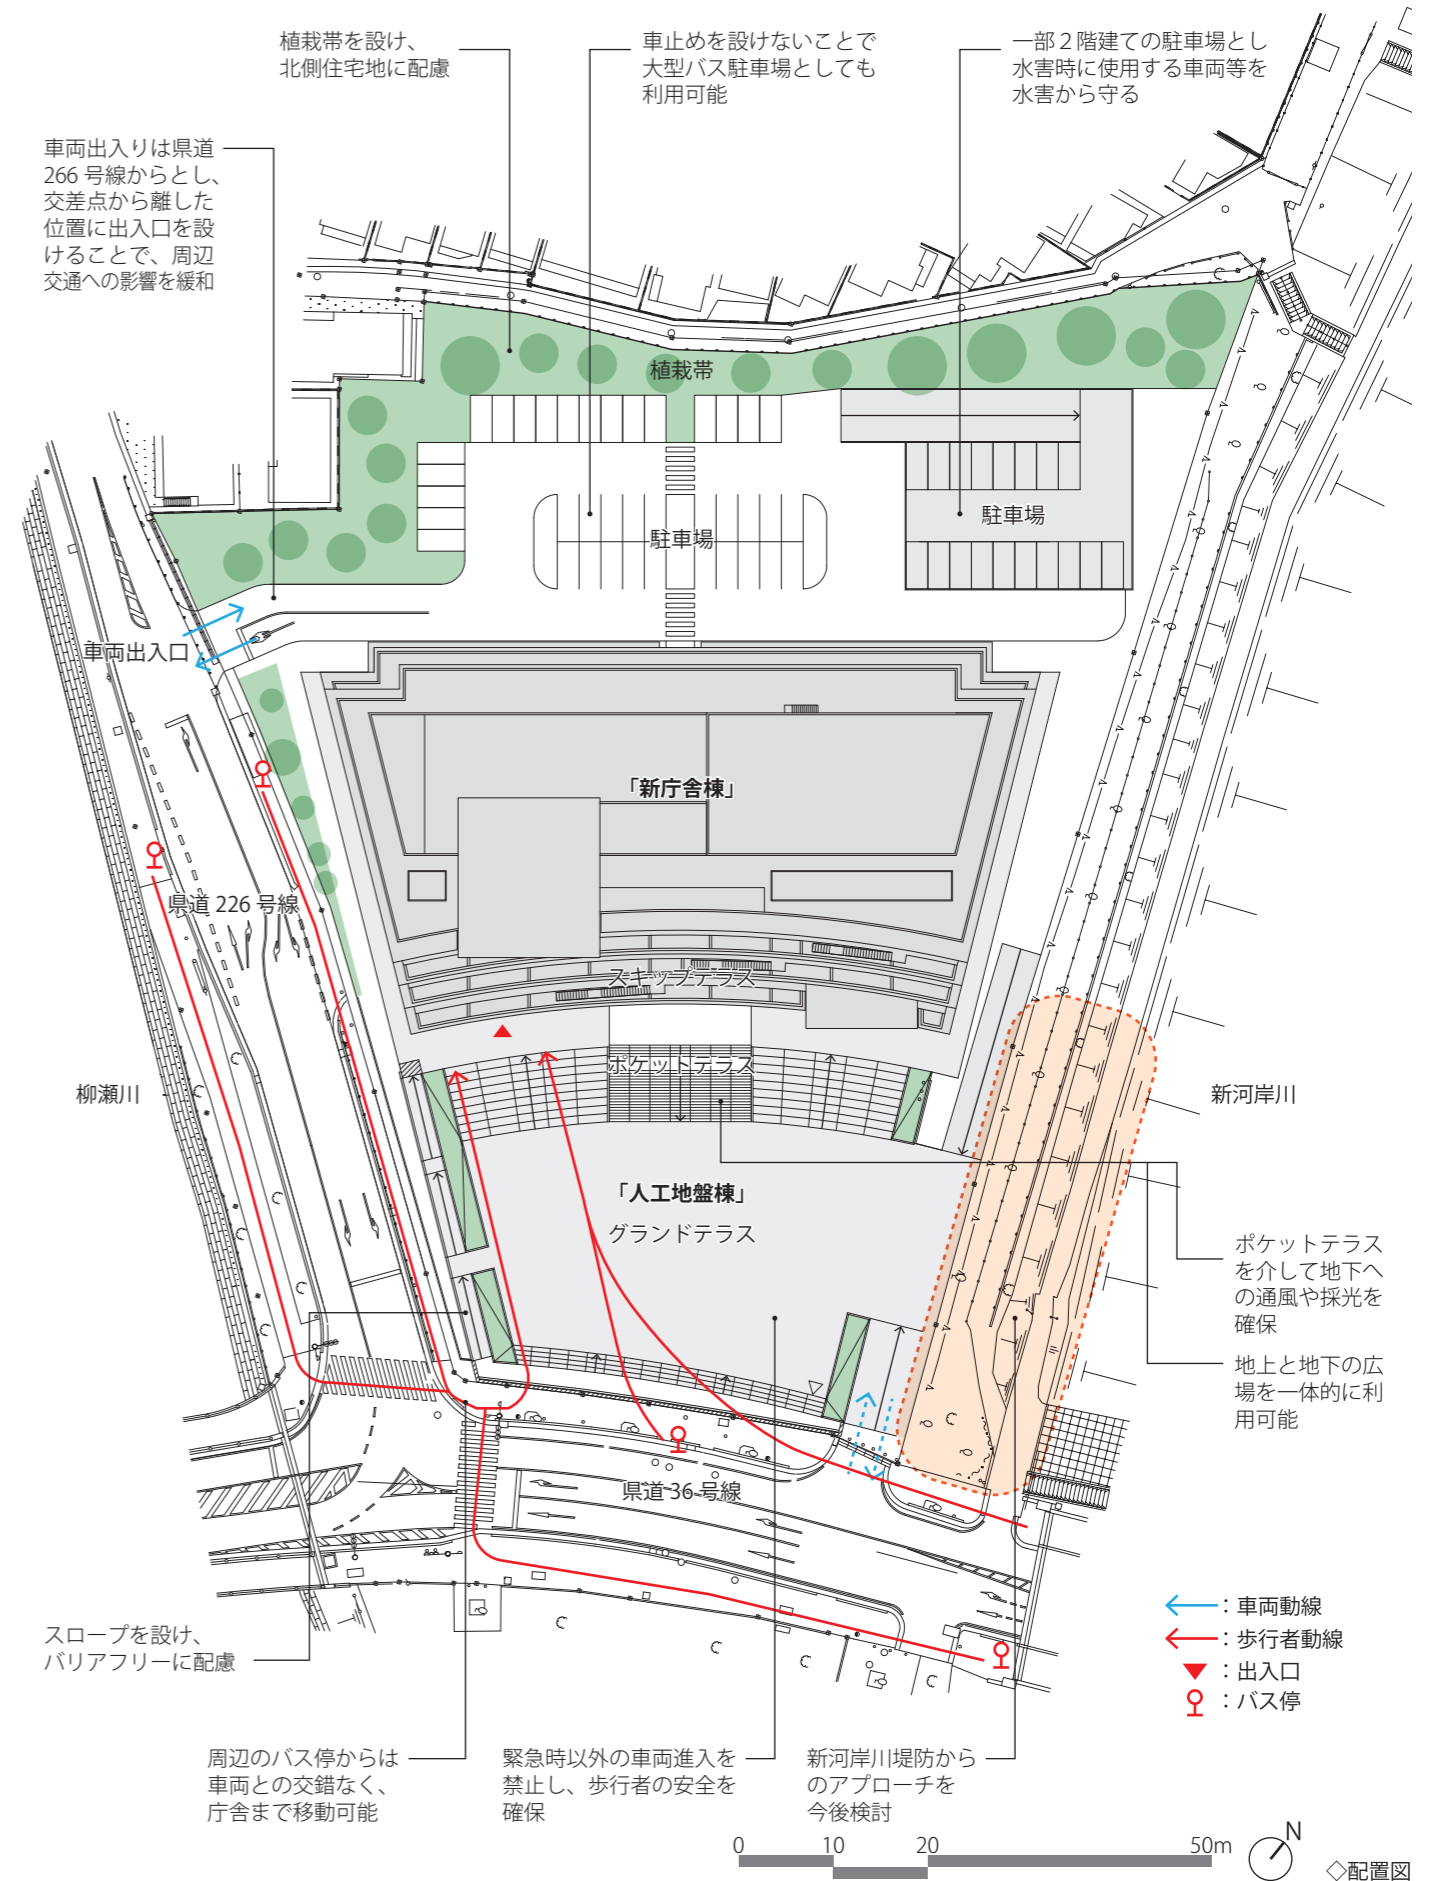 植栽帯を設け、
北側住宅地に配慮
車止めを設けないことで
大型バス駐車場としても
利用可能
一部２階建ての駐車場とし
水害時に使用する車両等を
水害から守る
車両出入りは県道
266 号線からとし、
交差点から離した
位置に出入口を設
けることで、周辺
交通への影響を緩和
植栽帯
駐車場
駐車場
車両出入口
「新庁舎棟」
県道 226 号線
スキップテラス
ポケットテラス
柳瀬川
新河岸川
「人工地盤棟」
グランドテラス
ポケットテラス
を介して地下へ
の通風や採光を
確保
地上と地下の広
場を一体的に利
用可能
県道 36 号線
スロープを設け、
バリアフリーに配慮
：車両動線
：歩行者動線
：出入口
：バス停
周辺のバス停からは
車両との交錯なく、
庁舎まで移動可能
緊急時以外の車両進入を
禁止し、歩行者の安全を
確保
新河岸川堤防から
のアプローチを
今後検討
0 10 20 50m
N
◇配置図